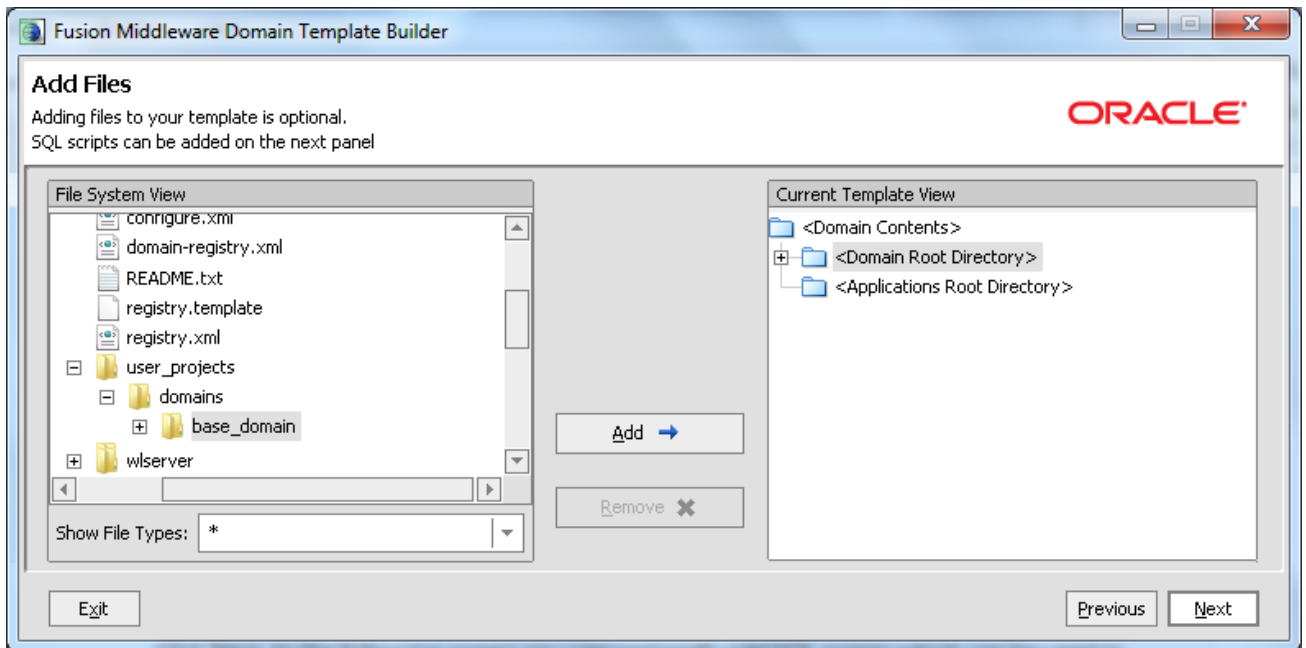 Fusion Middleware Domain Template Builder
Add Files
Adding files to your template is optional.
SQL scripts can be added on the next panel
ORACLE
File System View
configure.xml
domain-registry.xml
README.txt
registry.template
registry.xml
user_projects
domains
base_domain
wlserver
Show File Types: *
Add
Remove
Current Template View
<Domain Contents>
<Domain Root Directory>
<Applications Root Directory>
Exit
Previous
Next